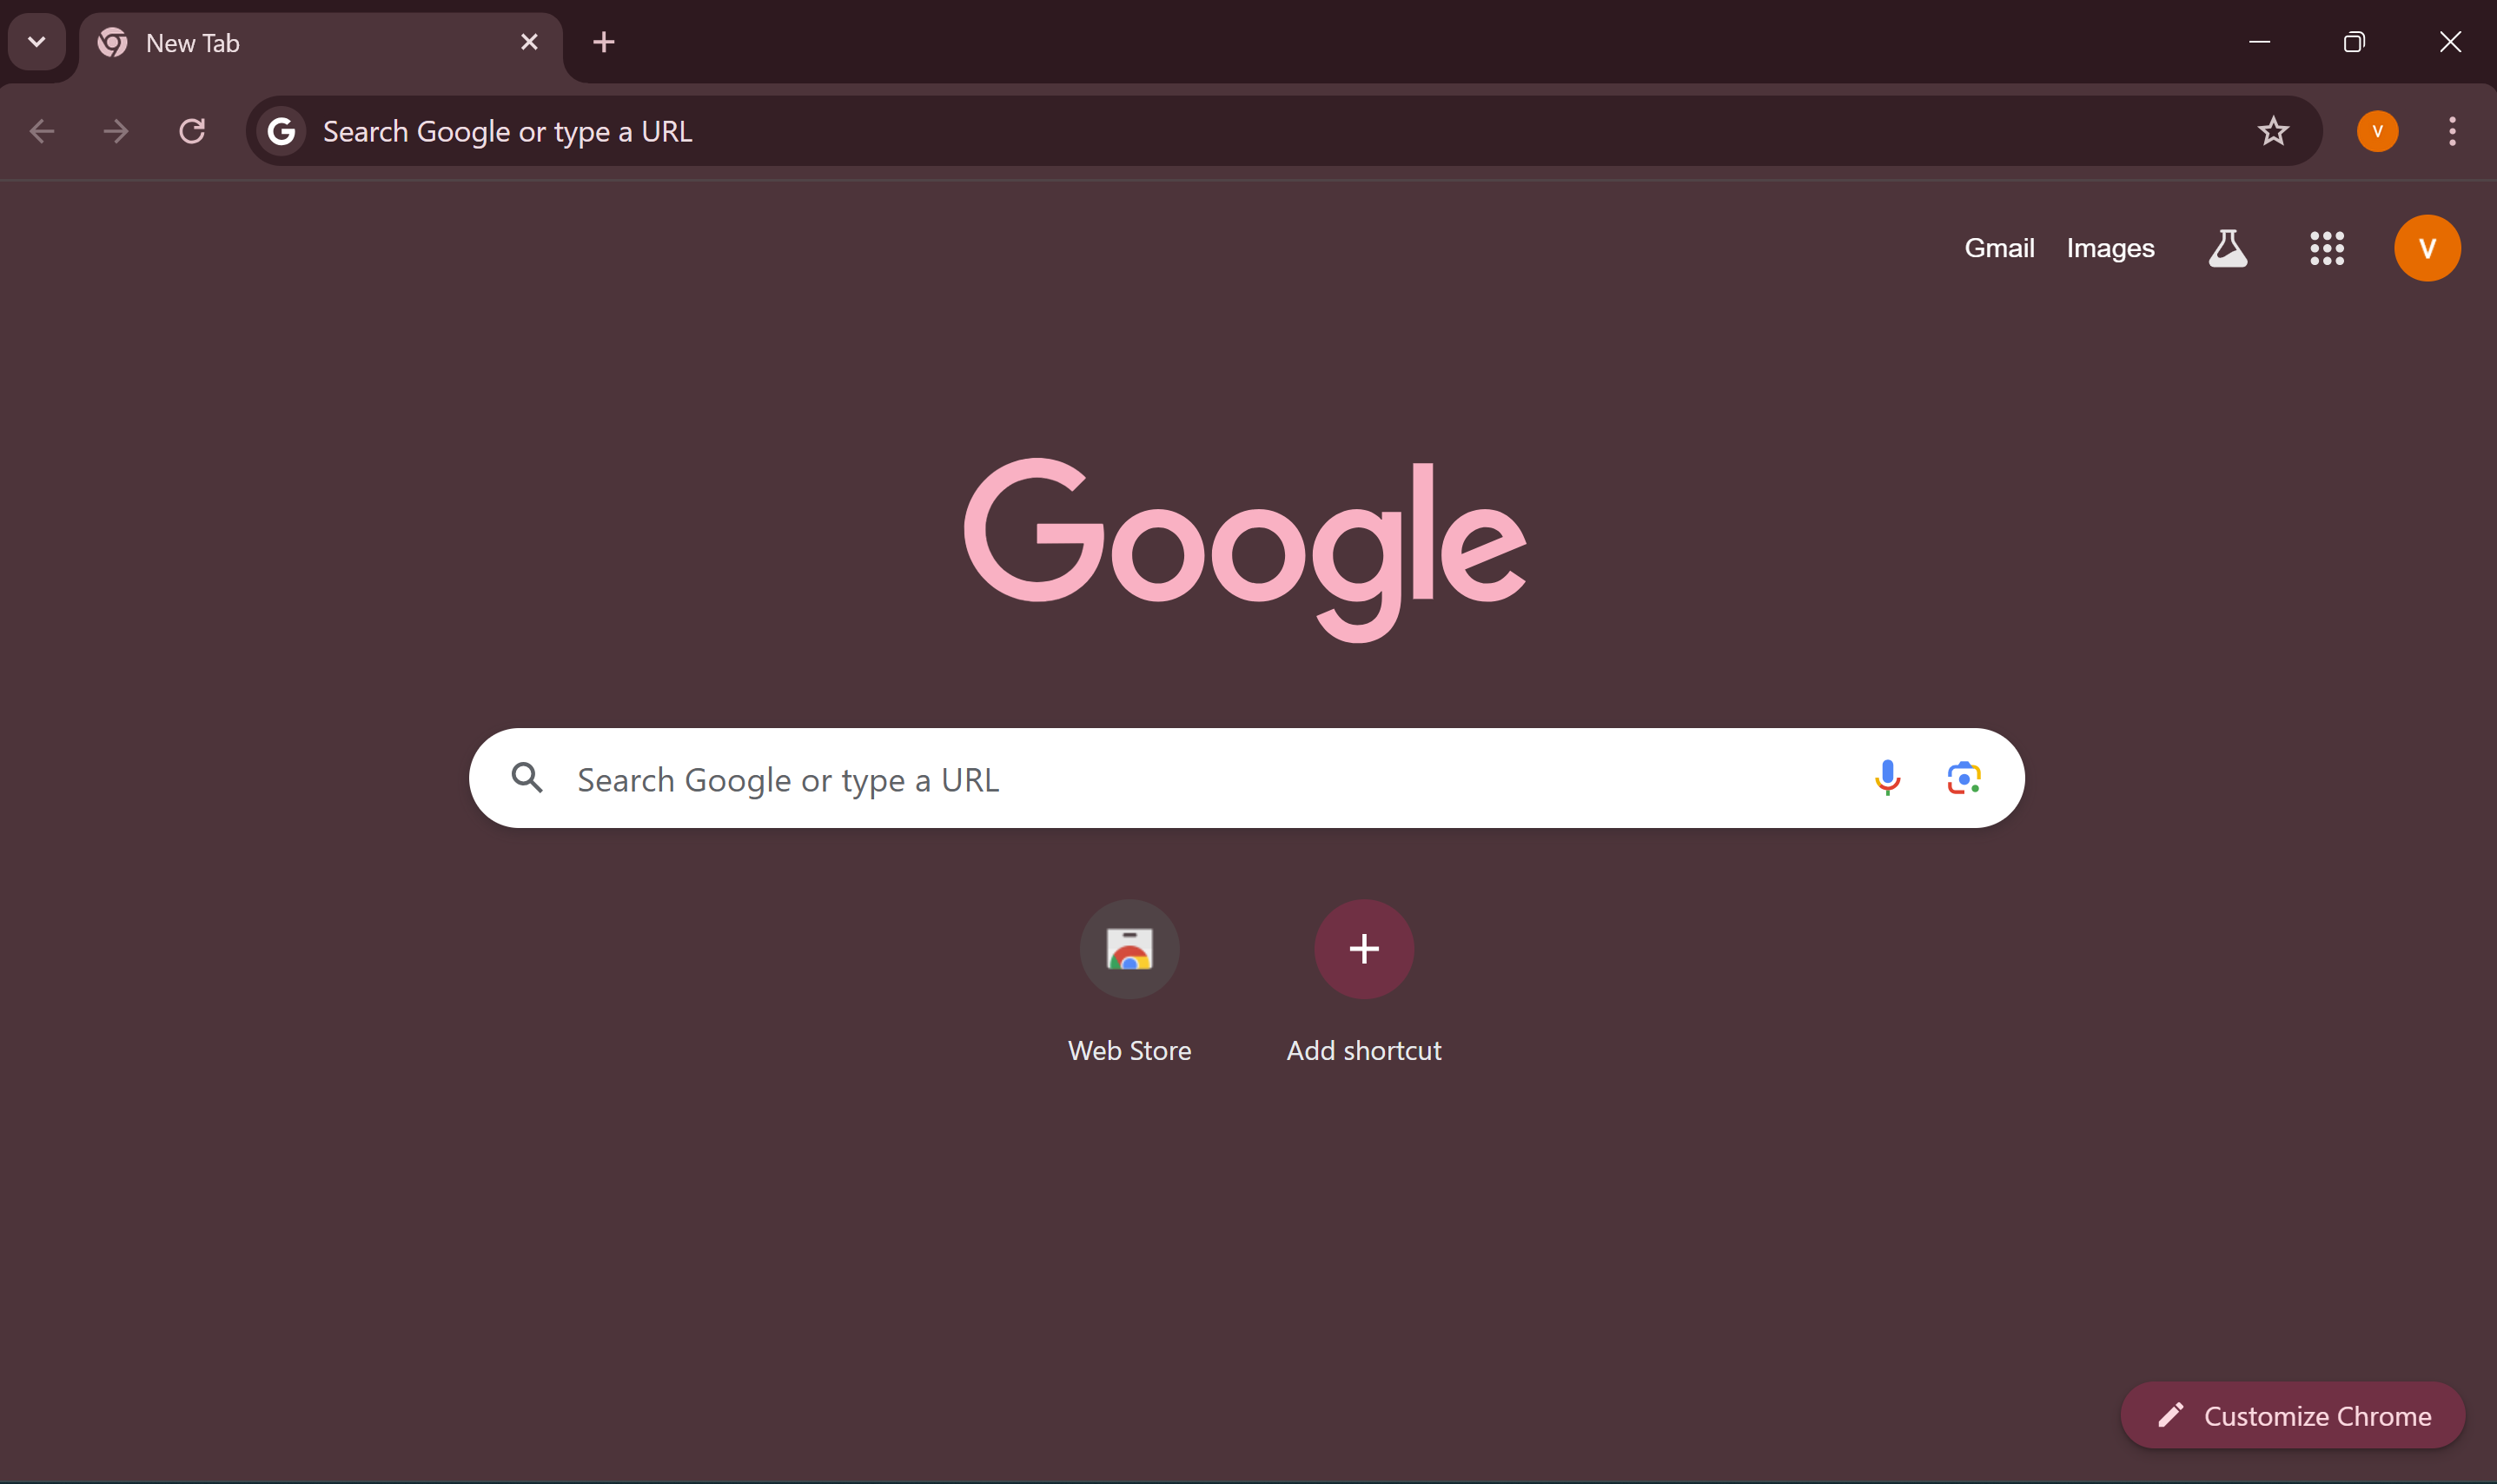 New Tab
Search Google or type a URL
V
Gmail Images V
Google
Search Google or type a URL
Web Store Add shortcut
Customize Chrome